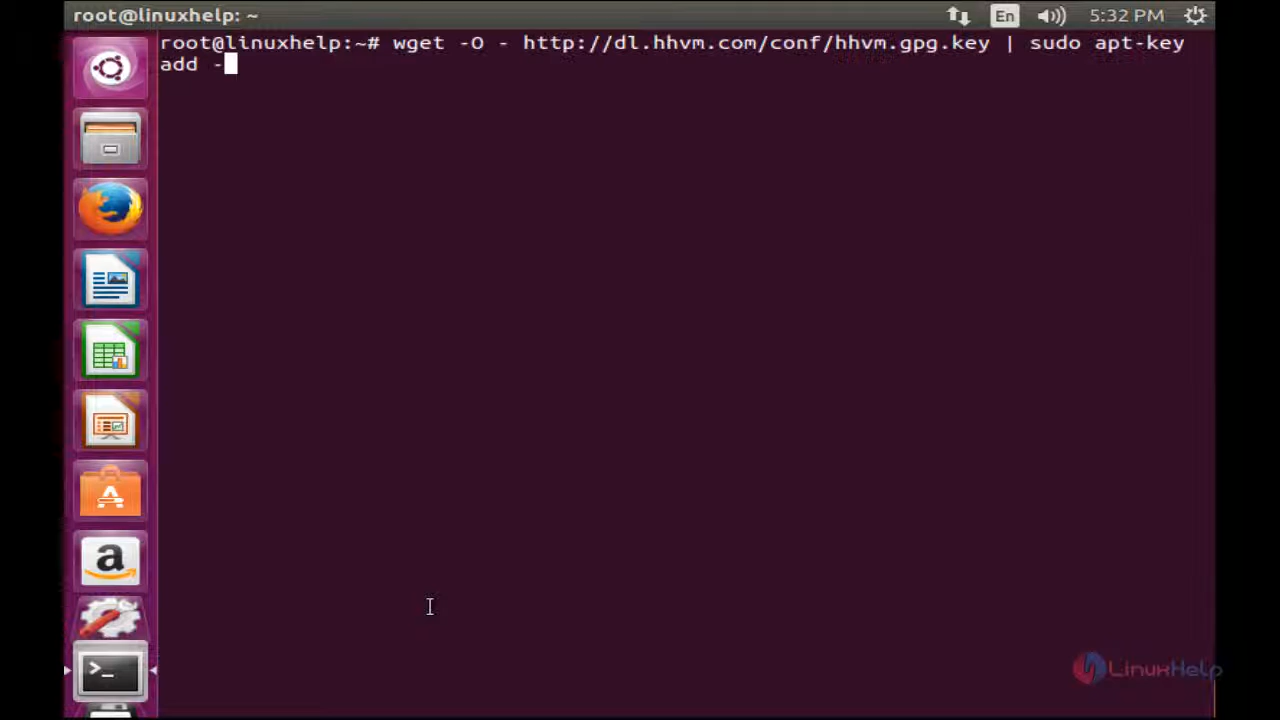 root@linuxhelp: ~
En
5:32 PM
root@linuxhelp:~# wget -O - http://dl.hhvm.com/conf/hhvm.gpg.key | sudo apt-key
add -
LinuxHelp